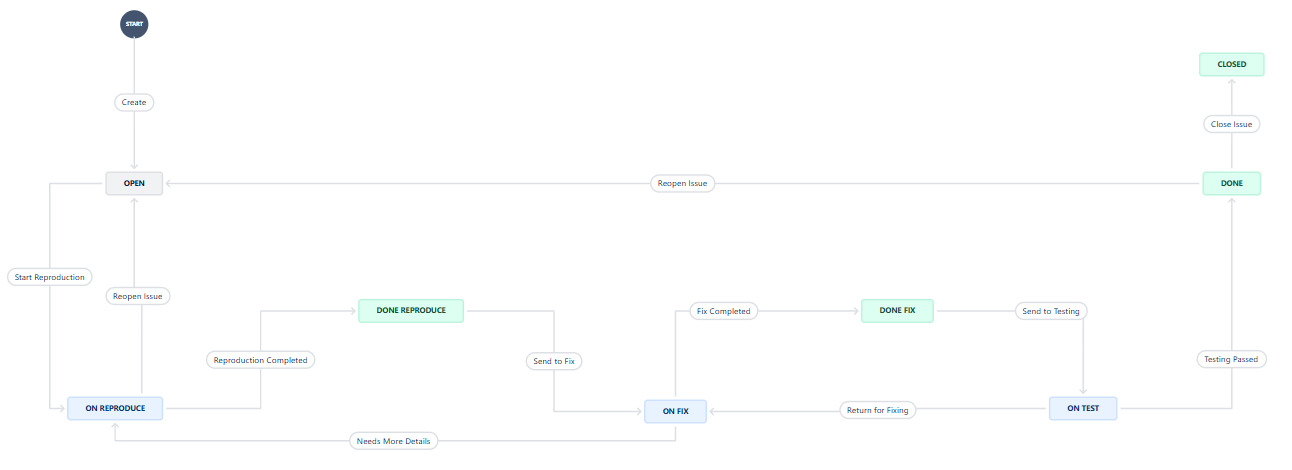 START
CLOSED
Create
Close Issue
OPEN
Reopen Issue
DONE
Start Reproduction
Reopen Issue
DONE REPRODUCE
Fix Completed
DONE FIX
Send to Testing
Reproduction Completed
Send to Fix
Testing Passed
ON REPRODUCE
ON FIX
Return for Fixing
ON TEST
Needs More Details